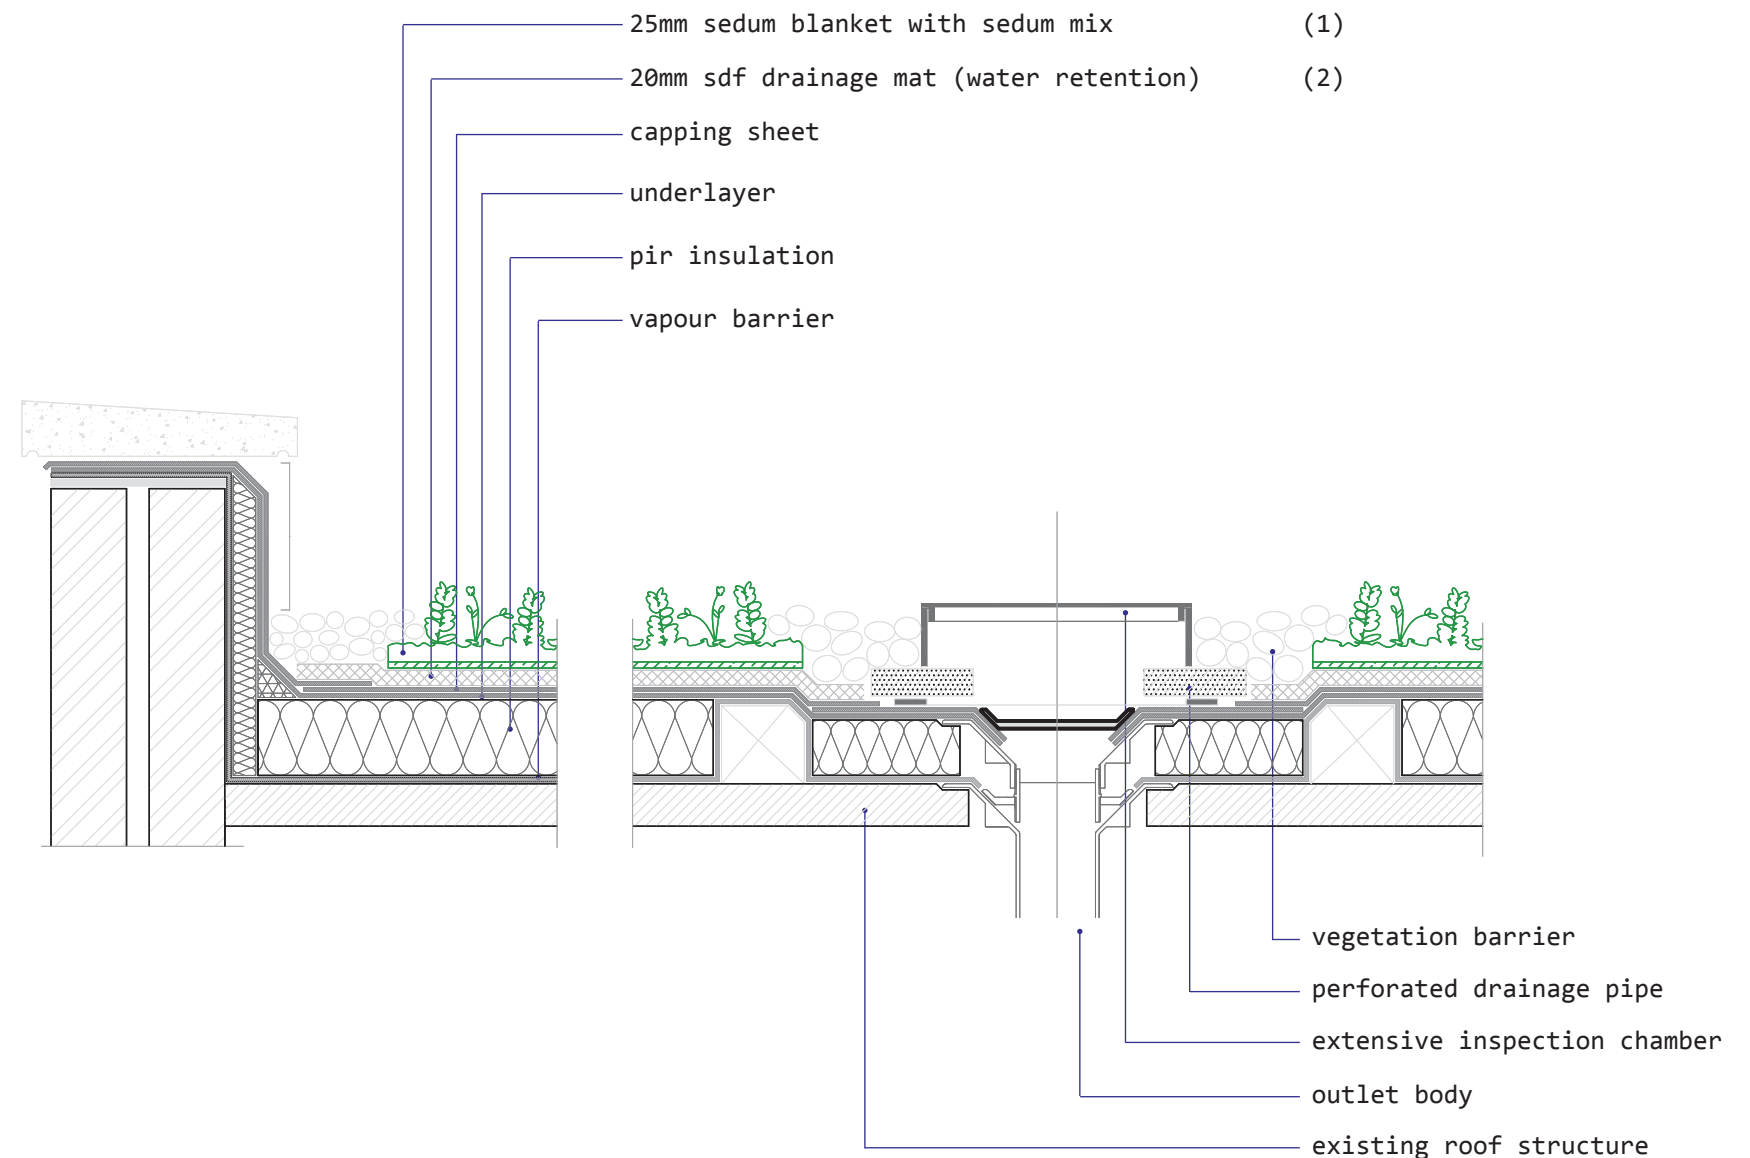 25mm sedum blanket with sedum mix (1)
20mm sdf drainage mat (water retention) (2)
capping sheet
underlayer
pir insulation
vapour barrier
vegetation barrier
perforated drainage pipe
extensive inspection chamber
outlet body
existing roof structure